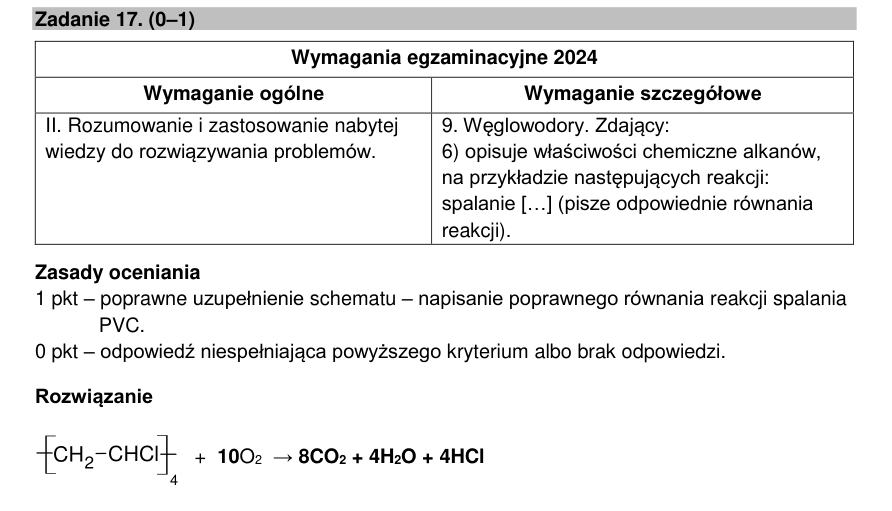 Zadanie 17. (0–1)
Wymagania egzaminacyjne 2024
Wymaganie ogólne
Wymaganie szczegółowe
II. Rozumowanie i zastosowanie nabytej
wiedzy do rozwiązywania problemów.
9. Węglowodory. Zdający:
6) opisuje właściwości chemiczne alkanów,
na przykładzie następujących reakcji:
spalanie […] (pisze odpowiednie równania
reakcji).
Zasady oceniania
1 pkt – poprawne uzupełnienie schematu – napisanie poprawnego równania reakcji spalania
PVC.
0 pkt – odpowiedź niespełniająca powyższego kryterium albo brak odpowiedzi.
Rozwiązanie
[CH₂–CHCl]₄ + 10O₂ → 8CO₂ + 4H₂O + 4HCl